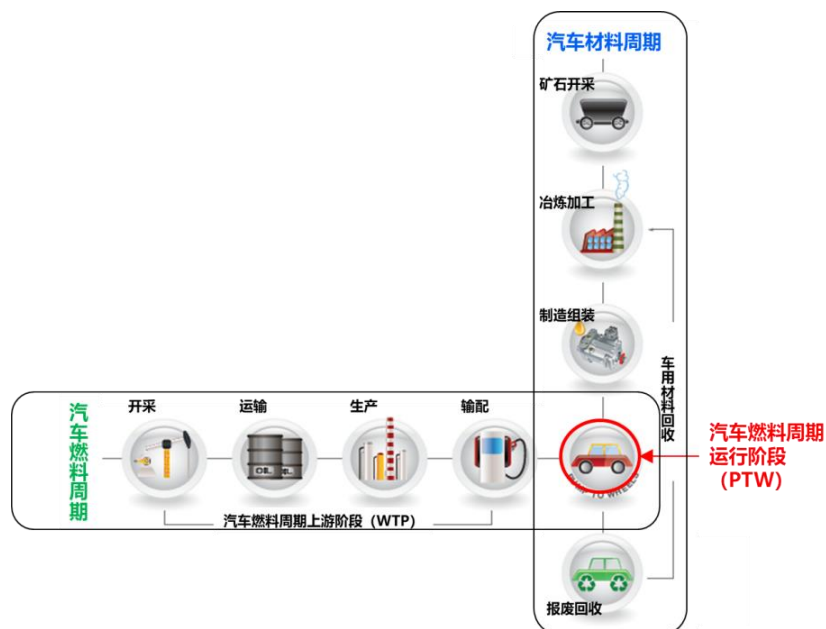 汽车材料周期
矿石开采
冶炼加工
制造组装
车用材料回收
汽车燃料周期
开采
运输
生产
输配
OIL
汽车燃料周期上游阶段（WTP）
汽车燃料周期
运行阶段
（PTW）
TO WHEELS
报废回收